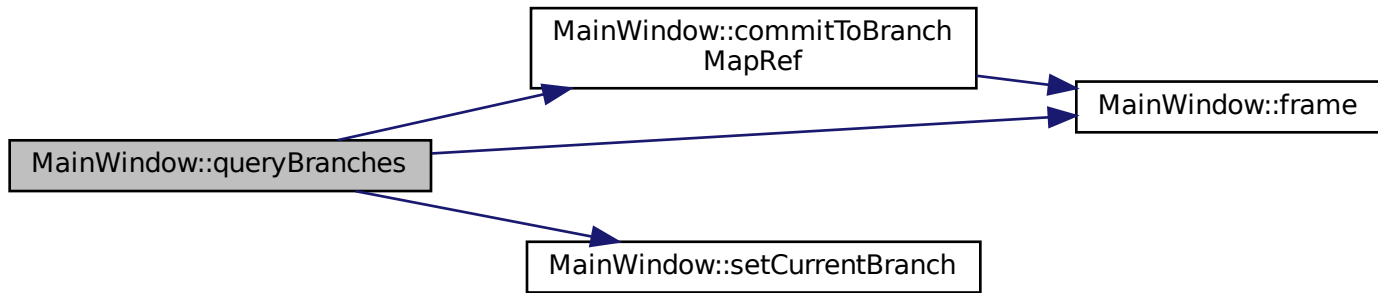 MainWindow::commitToBranch
MapRef
MainWindow::frame
MainWindow::queryBranches
MainWindow::setCurrentBranch